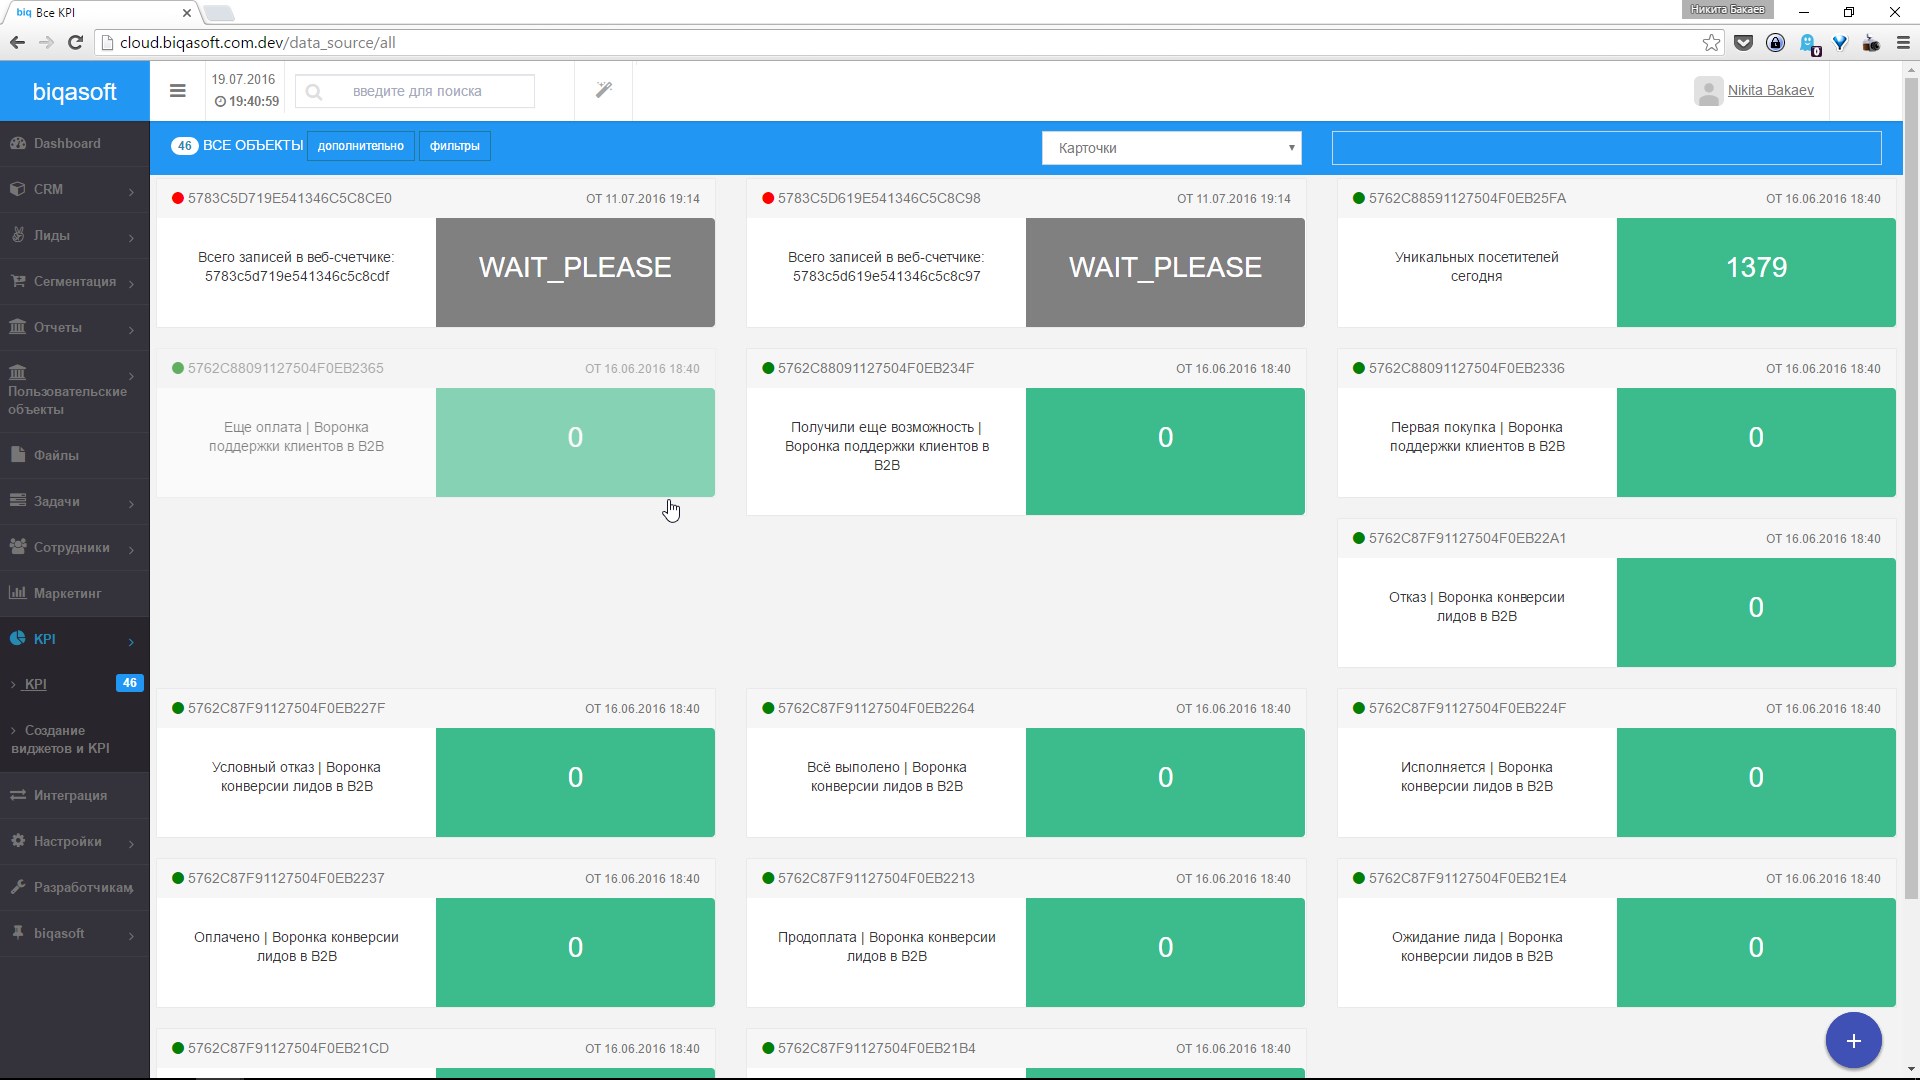 biq Все KPI
Никита Бакаев
cloud.biqasoft.com.dev/data_source/all
0
biqasoft
19.07.2016
19:40:59
введите для поиска
Nikita Bakaev
46 ВСЕ ОБЪЕКТЫ дополнительно фильтры
Карточки
Dashboard
CRM
Лиды
Сегментация
Отчеты
Пользовательские
объекты
Файлы
Задачи
Сотрудники
Маркетинг
KPI
KPI 46
Создание
виджетов и KPI
Интеграция
Настройки
Разработчикам
biqasoft
5783C5D719E541346C5C8CE0 ОТ 11.07.2016 19:14
Всего записей в веб-счетчике:
5783c5d719e541346c5c8cdf
WAIT_PLEASE
5783C5D619E541346C5C8C98 ОТ 11.07.2016 19:14
Всего записей в веб-счетчике:
5783c5d619e541346c5c8c97
WAIT_PLEASE
5762C88591127504F0EB25FA ОТ 16.06.2016 18:40
Уникальных посетителей
сегодня
1379
5762C88091127504F0EB2365 ОТ 16.06.2016 18:40
Еще оплата | Воронка
поддержки клиентов в B2B
0
5762C88091127504F0EB234F ОТ 16.06.2016 18:40
Получили еще возможность |
Воронка поддержки клиентов в
B2B
0
5762C88091127504F0EB2336 ОТ 16.06.2016 18:40
Первая покупка | Воронка
поддержки клиентов в B2B
0
5762C87F91127504F0EB22A1 ОТ 16.06.2016 18:40
Отказ | Воронка конверсии
лидов в B2B
0
5762C87F91127504F0EB227F ОТ 16.06.2016 18:40
Условный отказ | Воронка
конверсии лидов в B2B
0
5762C87F91127504F0EB2264 ОТ 16.06.2016 18:40
Всё выполено | Воронка
конверсии лидов в B2B
0
5762C87F91127504F0EB224F ОТ 16.06.2016 18:40
Исполняется | Воронка
конверсии лидов в B2B
0
5762C87F91127504F0EB2237 ОТ 16.06.2016 18:40
Оплачено | Воронка конверсии
лидов в B2B
0
5762C87F91127504F0EB2213 ОТ 16.06.2016 18:40
Продоплата | Воронка конверсии
лидов в B2B
0
5762C87F91127504F0EB21E4 ОТ 16.06.2016 18:40
Ожидание лида | Воронка
конверсии лидов в B2B
0
5762C87F91127504F0EB21CD ОТ 16.06.2016 18:40
5762C87F91127504F0EB21B4 ОТ 16.06.2016 18:40
+